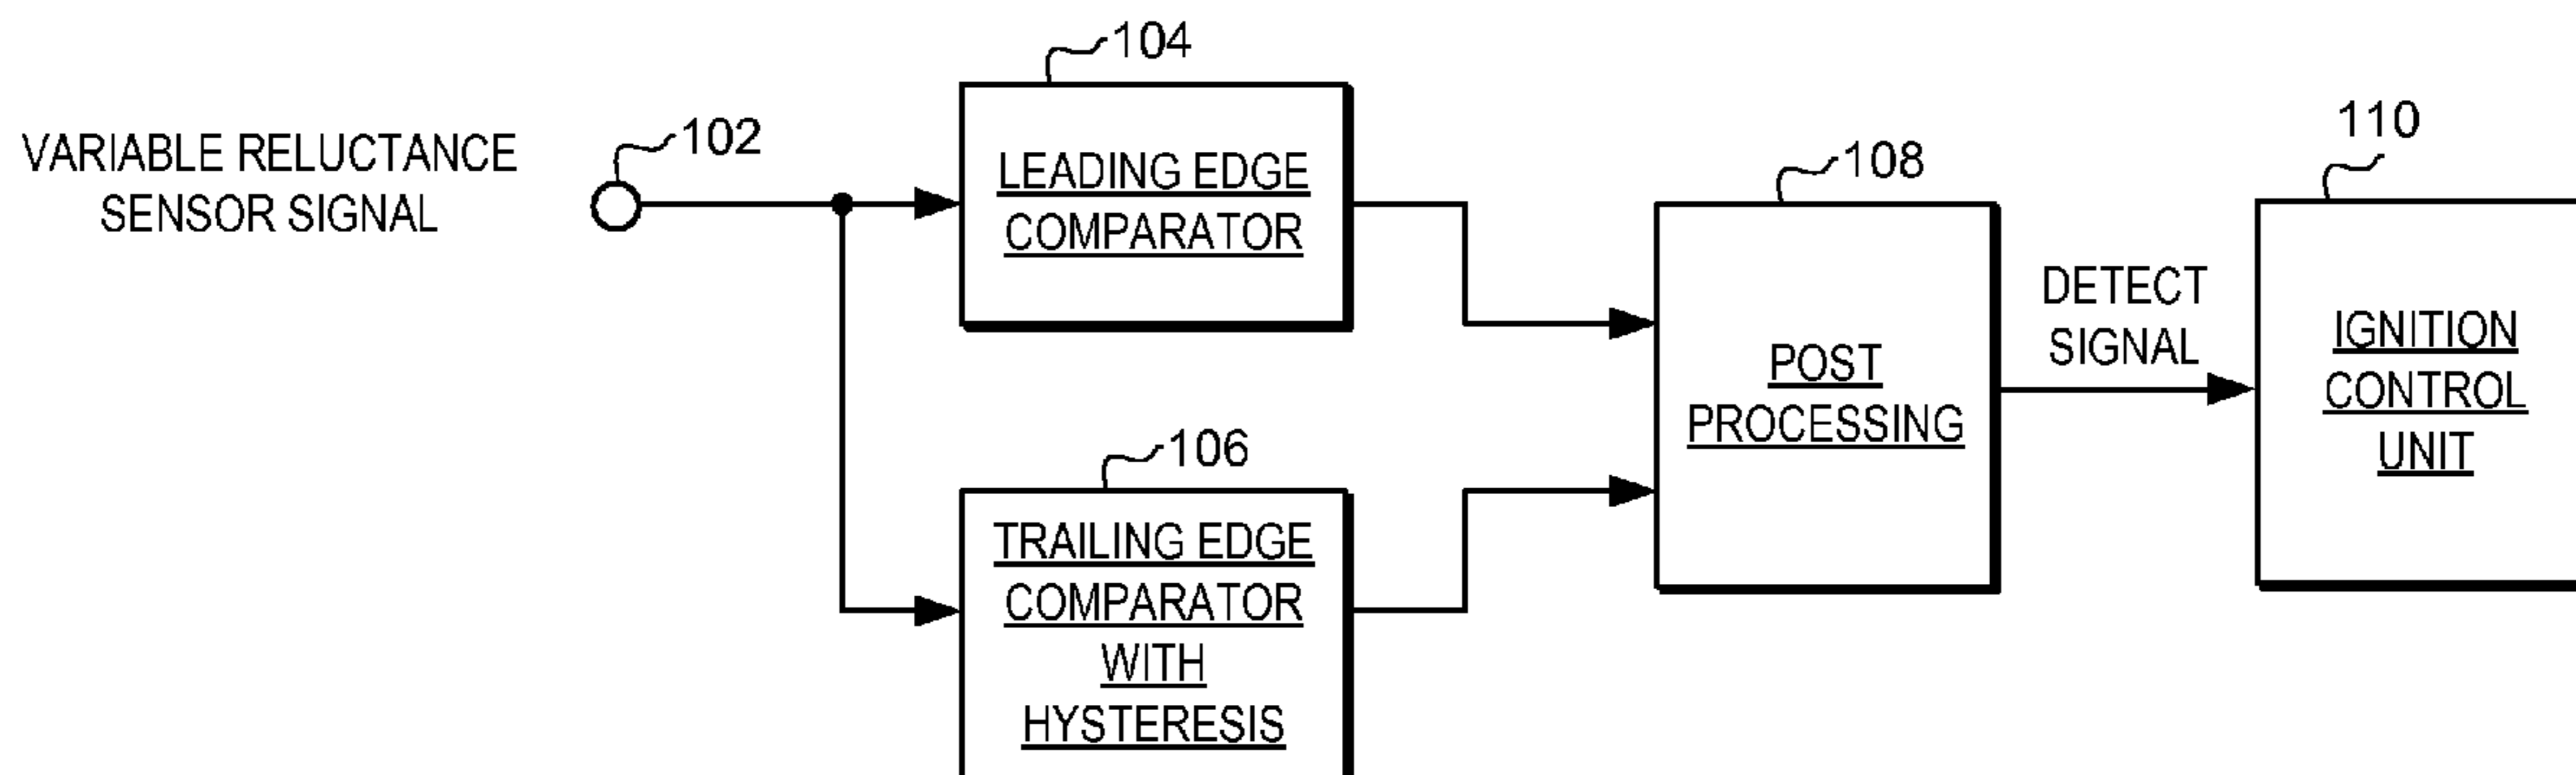 104
102
VARIABLE RELUCTANCE
SENSOR SIGNAL
LEADING EDGE
COMPARATOR
108
110
DETECT
SIGNAL
POST
PROCESSING
IGNITION
CONTROL
UNIT
106
TRAILING EDGE
COMPARATOR
WITH
HYSTERESIS